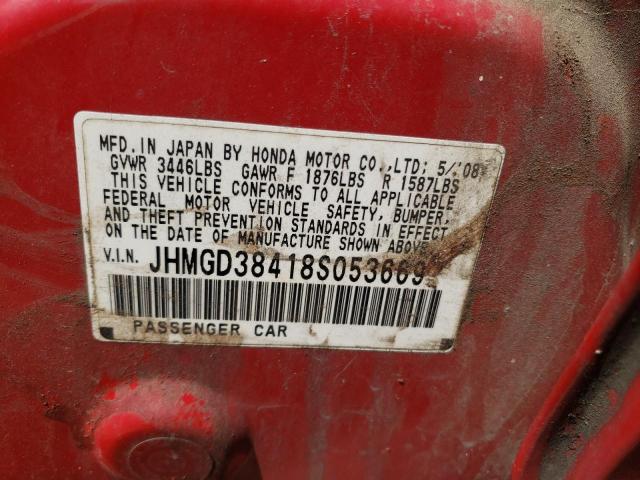 MFD. IN JAPAN BY HONDA MOTOR CO., LTD; 5/'08
GVWR 3446LBS GAWR F 1876LBS R 1587LBS
THIS VEHICLE CONFORMS TO ALL APPLICABLE
FEDERAL MOTOR VEHICLE SAFETY, BUMPER,
AND THEFT PREVENTION STANDARDS IN EFFECT
ON THE DATE OF MANUFACTURE SHOWN ABOVE.
V.I.N. JHMGD38418S053669
PASSENGER CAR